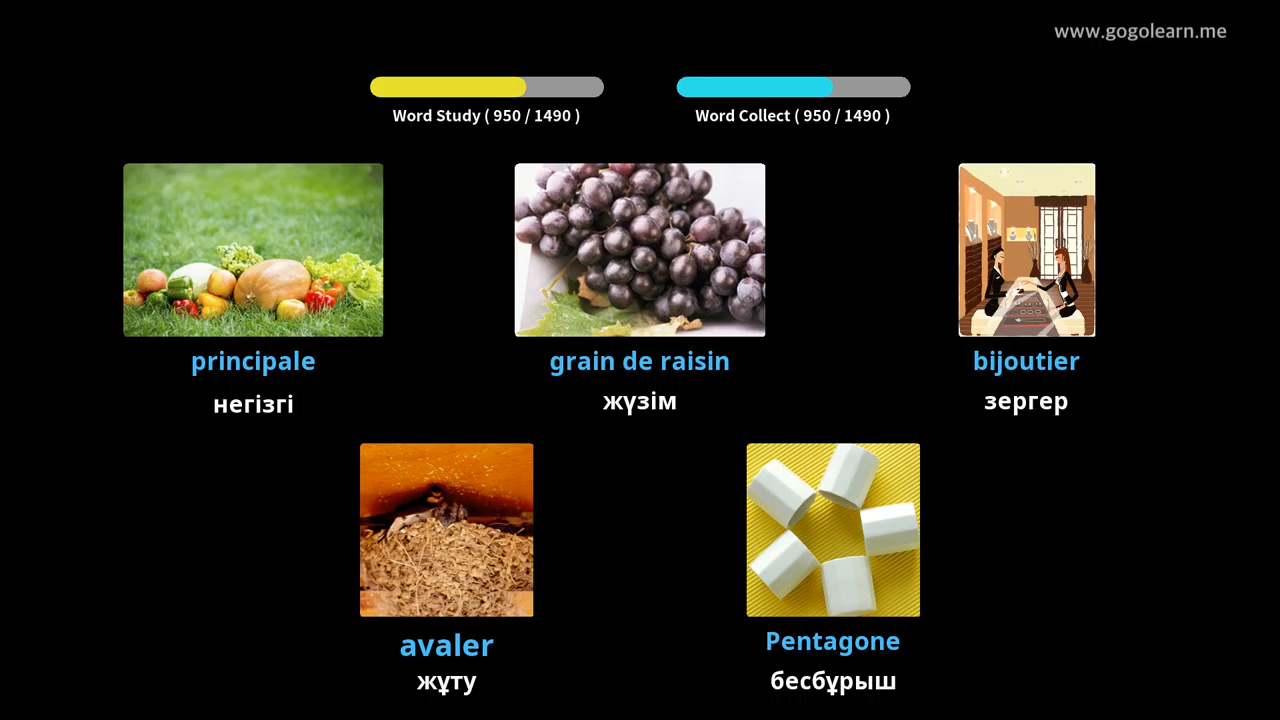 www.gogolearn.me
Word Study ( 950 / 1490 )
Word Collect ( 950 / 1490 )
principale
негізгі
grain de raisin
жүзім
bijoutier
зергер
avaler
жұту
Pentagone
бесбұрыш